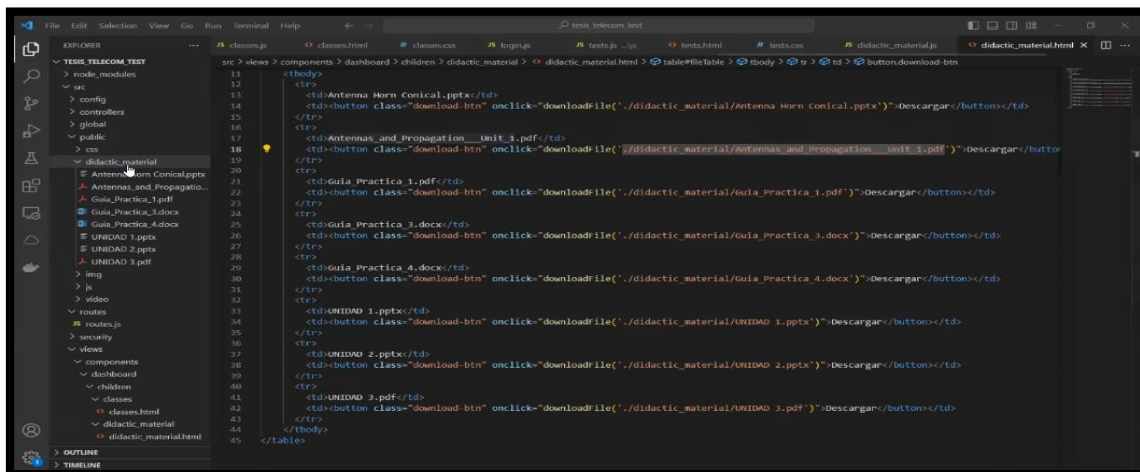 File Edit Selection View Go Run Terminal Help
tesis_telecom_test
EXPLORER
JS classes.js
classes.html
# classes.css
JS login.js
JS tests.js ...\js
tests.html
# tests.css
JS didactic_material.js
didactic_material.html
src > views > components > dashboard > children > didactic_material > didactic_material.html > table#fileTable > tbody > tr > td > button.download-btn
TESIS_TELECOM_TEST
> node_modules
src
> config
> controllers
> global
public
> css
didactic_material
Antenna Horn Conical.pptx
Antennas_and_Propagatio...
Guia_Practica_1.pdf
Guia_Practica_3.docx
Guia_Practica_4.docx
UNIDAD 1.pptx
UNIDAD 2.pptx
UNIDAD 3.pdf
> img
> js
> video
routes
JS routes.js
> security
views
components
dashboard
children
classes
classes.html
didactic_material
didactic_material.html
> OUTLINE
> TIMELINE
11 <tbody>
12 <tr>
13 <td>Antenna Horn Conical.pptx</td>
14 <td><button class="download-btn" onclick="downloadFile('./didactic_material/Antenna Horn Conical.pptx')">Descargar</button></td>
15 </tr>
16 <tr>
17 <td>Antennas_and_Propagation___Unit_1.pdf</td>
18 <td><button class="download-btn" onclick="downloadFile('./didactic_material/Antennas_and_Propagation___Unit_1.pdf')">Descargar</buttor
19 </tr>
20 <tr>
21 <td>Guia_Practica_1.pdf</td>
22 <td><button class="download-btn" onclick="downloadFile('./didactic_material/Guia_Practica_1.pdf')">Descargar</button></td>
23 </tr>
24 <tr>
25 <td>Guia_Practica_3.docx</td>
26 <td><button class="download-btn" onclick="downloadFile('./didactic_material/Guia_Practica_3.docx')">Descargar</button></td>
27 </tr>
28 <tr>
29 <td>Guia_Practica_4.docx</td>
30 <td><button class="download-btn" onclick="downloadFile('./didactic_material/Guia_Practica_4.docx')">Descargar</button></td>
31 </tr>
32 <tr>
33 <td>UNIDAD 1.pptx</td>
34 <td><button class="download-btn" onclick="downloadFile('./didactic_material/UNIDAD 1.pptx')">Descargar</button></td>
35 </tr>
36 <tr>
37 <td>UNIDAD 2.pptx</td>
38 <td><button class="download-btn" onclick="downloadFile('./didactic_material/UNIDAD 2.pptx')">Descargar</button></td>
39 </tr>
40 <tr>
41 <td>UNIDAD 3.pdf</td>
42 <td><button class="download-btn" onclick="downloadFile('./didactic_material/UNIDAD 3.pdf')">Descargar</button></td>
43 </tr>
44 </tbody>
45 </table>